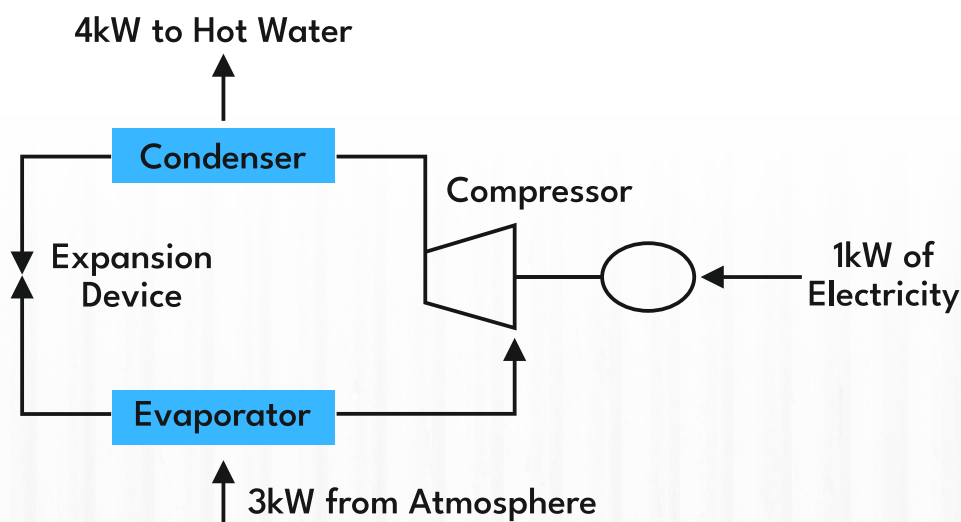 4kW to Hot Water
Condenser
Compressor
Expansion
Device
1kW of
Electricity
Evaporator
3kW from Atmosphere